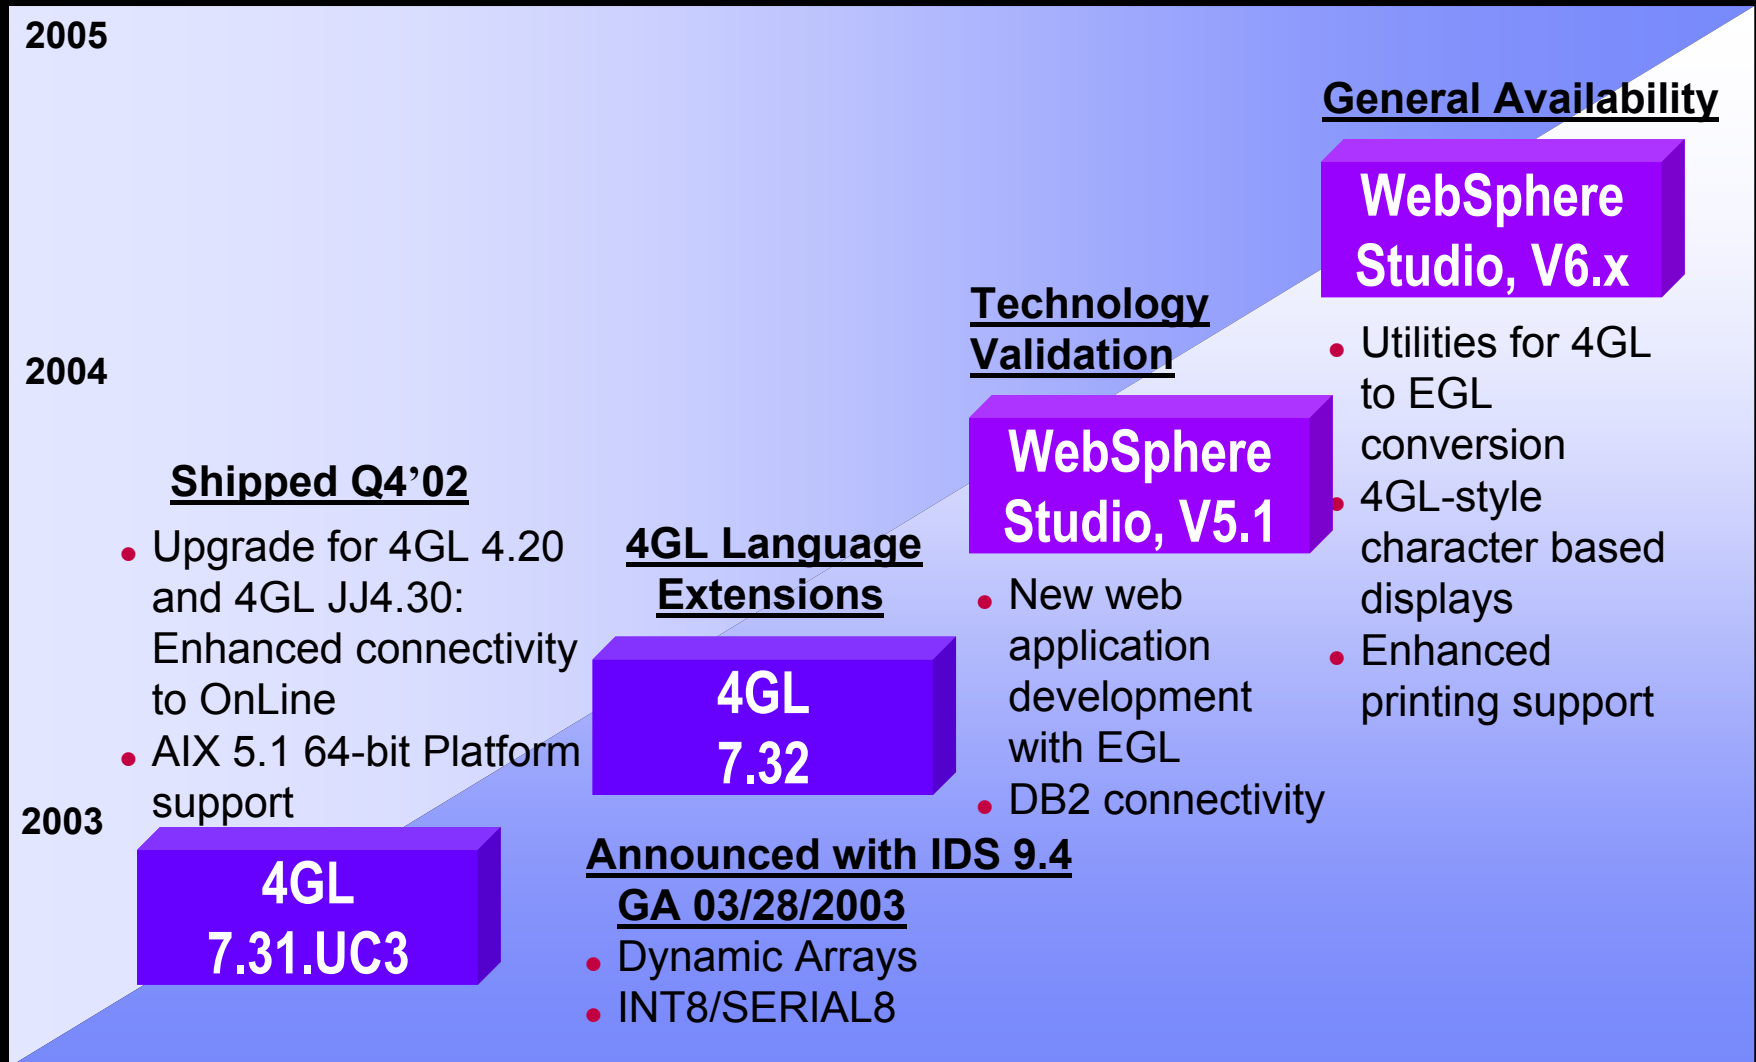 2005
General Availability
WebSphere
Studio, V6.x
Utilities for 4GL
to EGL
conversion
4GL-style
character based
displays
Enhanced
printing support
Technology
Validation
2004
WebSphere
Studio, V5.1
New web
application
development
with EGL
DB2 connectivity
Shipped Q4’02
Upgrade for 4GL 4.20
and 4GL JJ4.30:
Enhanced connectivity
to OnLine
AIX 5.1 64-bit Platform
support
4GL Language
Extensions
4GL
7.32
Announced with IDS 9.4
GA 03/28/2003
Dynamic Arrays
INT8/SERIAL8
2003
4GL
7.31.UC3